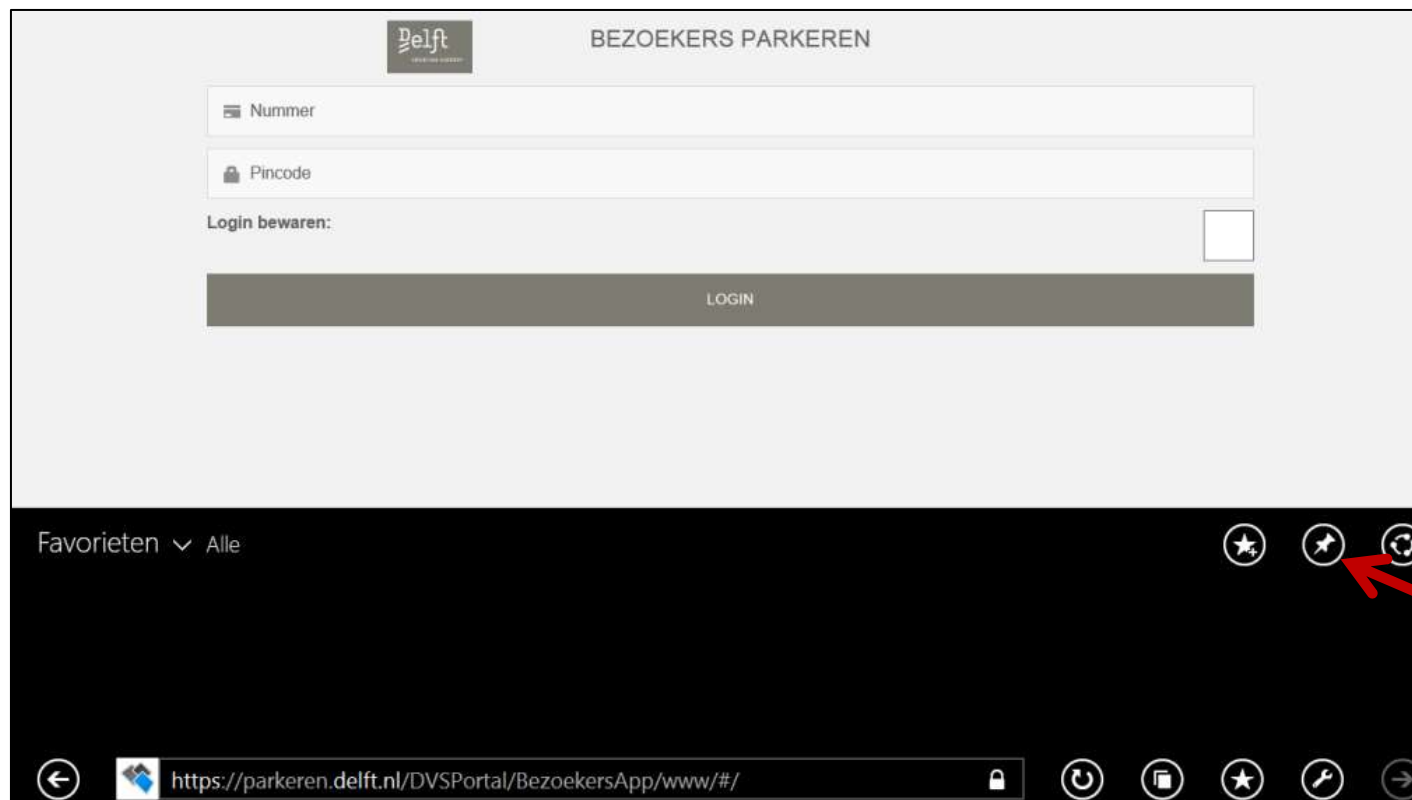 Delft
BEZOEKERS PARKEREN
Nummer
Pincode
Login bewaren:
LOGIN
Favorieten Alle
https://parkeren.delft.nl/DVSPortal/BezoekersApp/www/#/